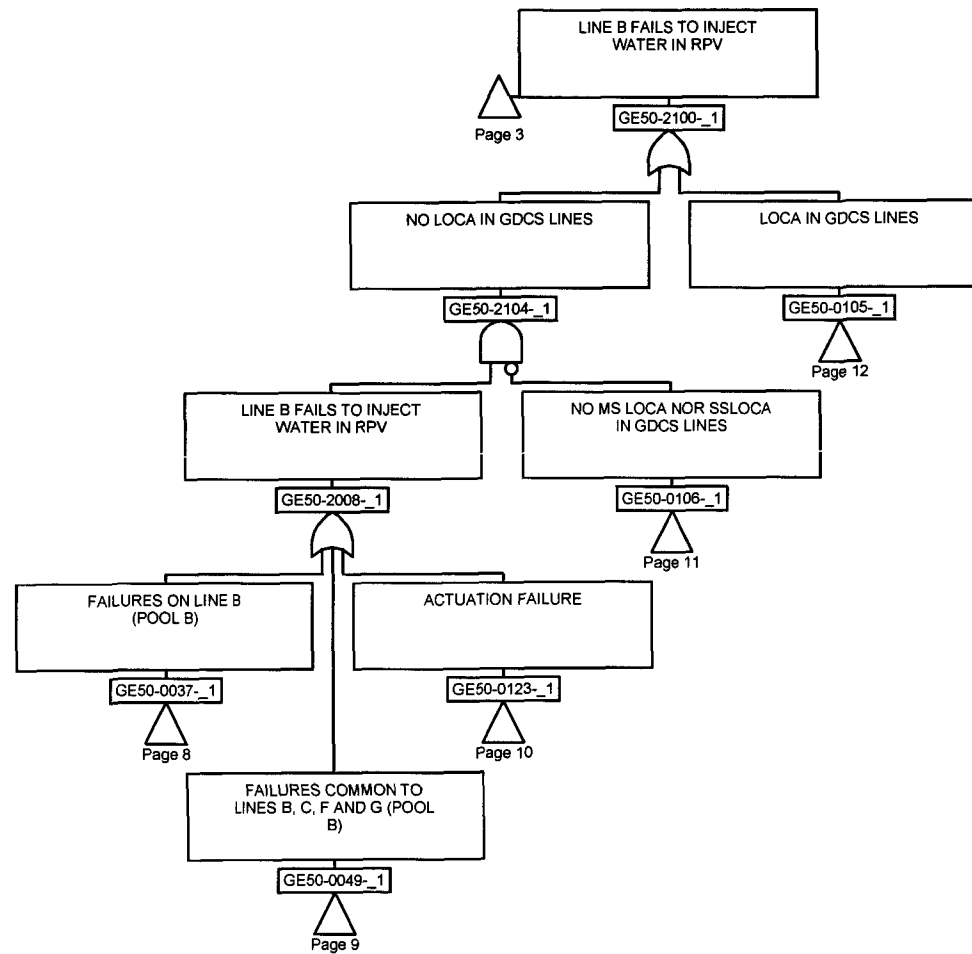 LINE B FAILS TO INJECT
WATER IN RPV
Page 3
GE50-2100-_1
NO LOCA IN GDCS LINES
LOCA IN GDCS LINES
GE50-2104-_1
GE50-0105-_1
Page 12
LINE B FAILS TO INJECT
WATER IN RPV
NO MS LOCA NOR SSLOCA
IN GDCS LINES
GE50-2008-_1
GE50-0106-_1
Page 11
FAILURES ON LINE B
(POOL B)
ACTUATION FAILURE
GE50-0037-_1
GE50-0123-_1
Page 8
Page 10
FAILURES COMMON TO
LINES B, C, F AND G (POOL
B)
GE50-0049-_1
Page 9